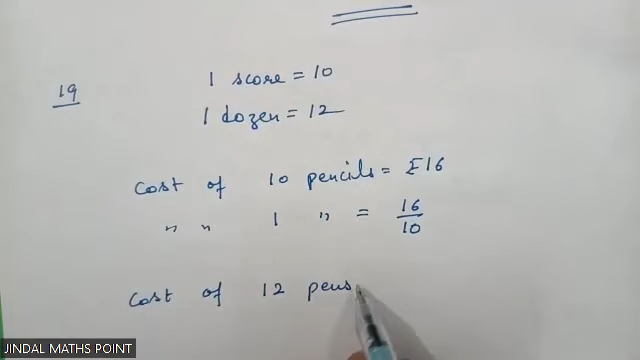 19
1 score = 10
1 dozen = 12
Cost of 10 pencils = £16
" " 1 " = 16/10
Cost of 12 pens
JINDAL MATHS POINT